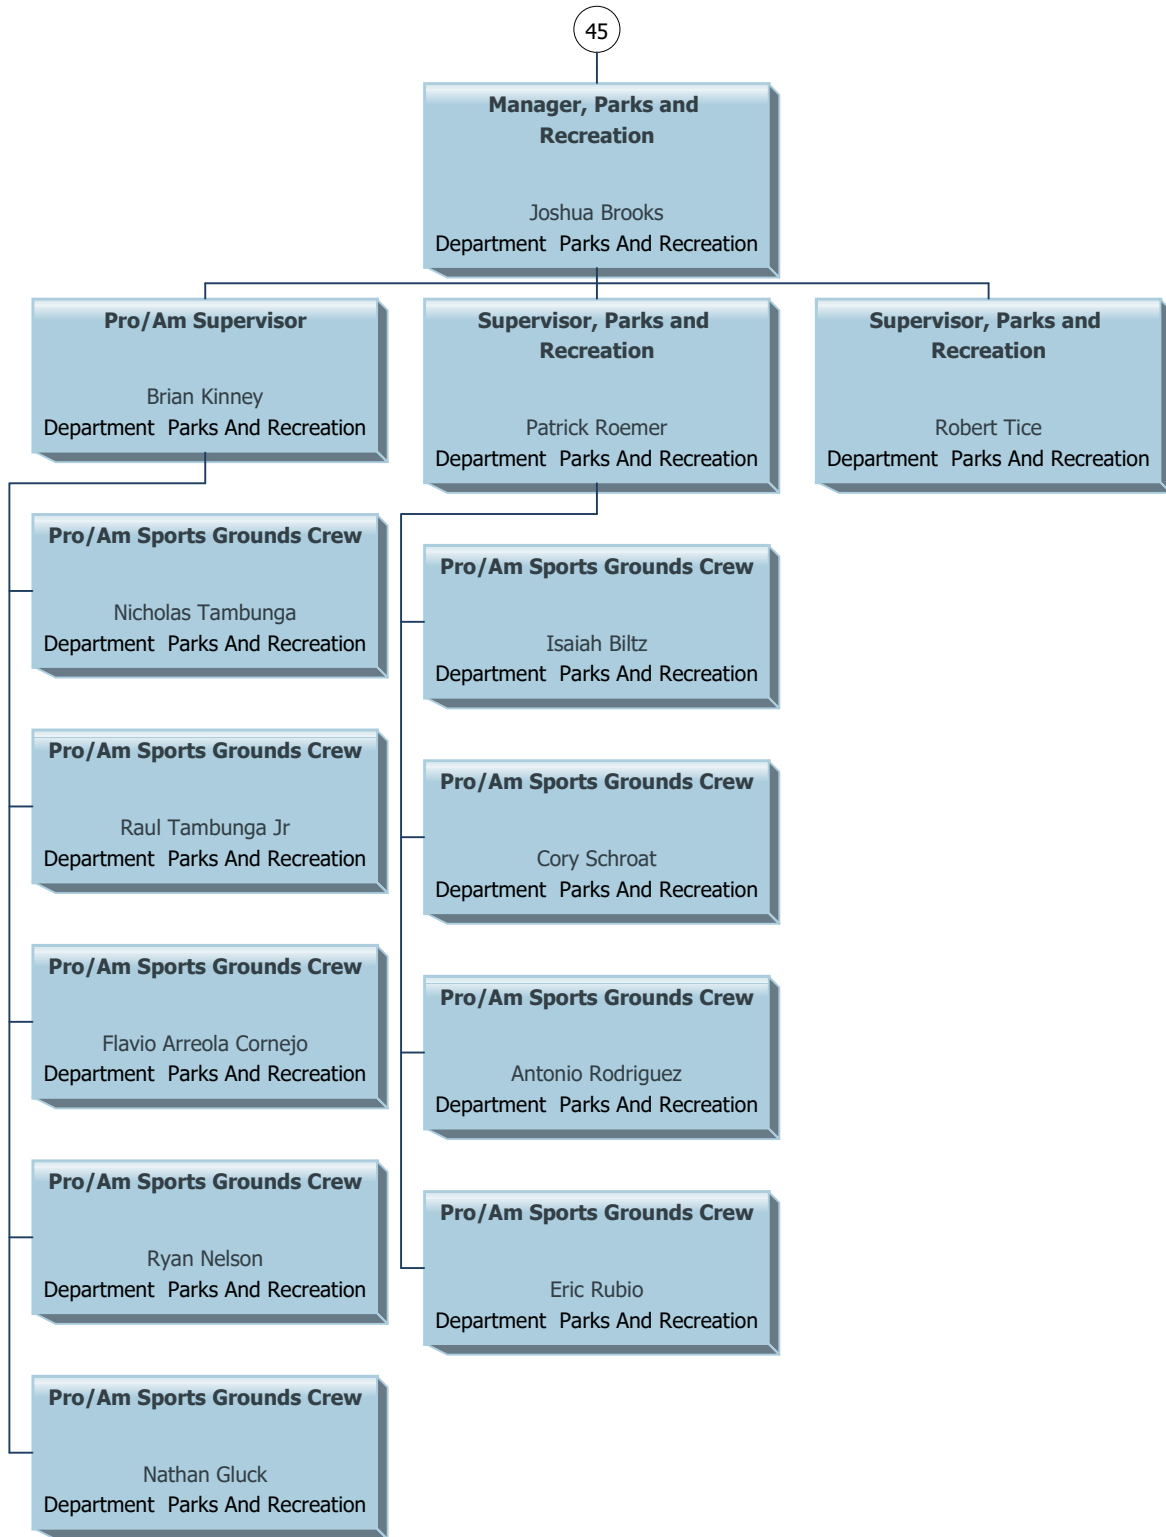 45
Manager, Parks and
Recreation
Joshua Brooks
Department  Parks And Recreation
Pro/Am Supervisor
Brian Kinney
Department  Parks And Recreation
Supervisor, Parks and
Recreation
Patrick Roemer
Department  Parks And Recreation
Supervisor, Parks and
Recreation
Robert Tice
Department  Parks And Recreation
Pro/Am Sports Grounds Crew
Nicholas Tambunga
Department  Parks And Recreation
Pro/Am Sports Grounds Crew
Raul Tambunga Jr
Department  Parks And Recreation
Pro/Am Sports Grounds Crew
Flavio Arreola Cornejo
Department  Parks And Recreation
Pro/Am Sports Grounds Crew
Ryan Nelson
Department  Parks And Recreation
Pro/Am Sports Grounds Crew
Nathan Gluck
Department  Parks And Recreation
Pro/Am Sports Grounds Crew
Isaiah Biltz
Department  Parks And Recreation
Pro/Am Sports Grounds Crew
Cory Schroat
Department  Parks And Recreation
Pro/Am Sports Grounds Crew
Antonio Rodriguez
Department  Parks And Recreation
Pro/Am Sports Grounds Crew
Eric Rubio
Department  Parks And Recreation